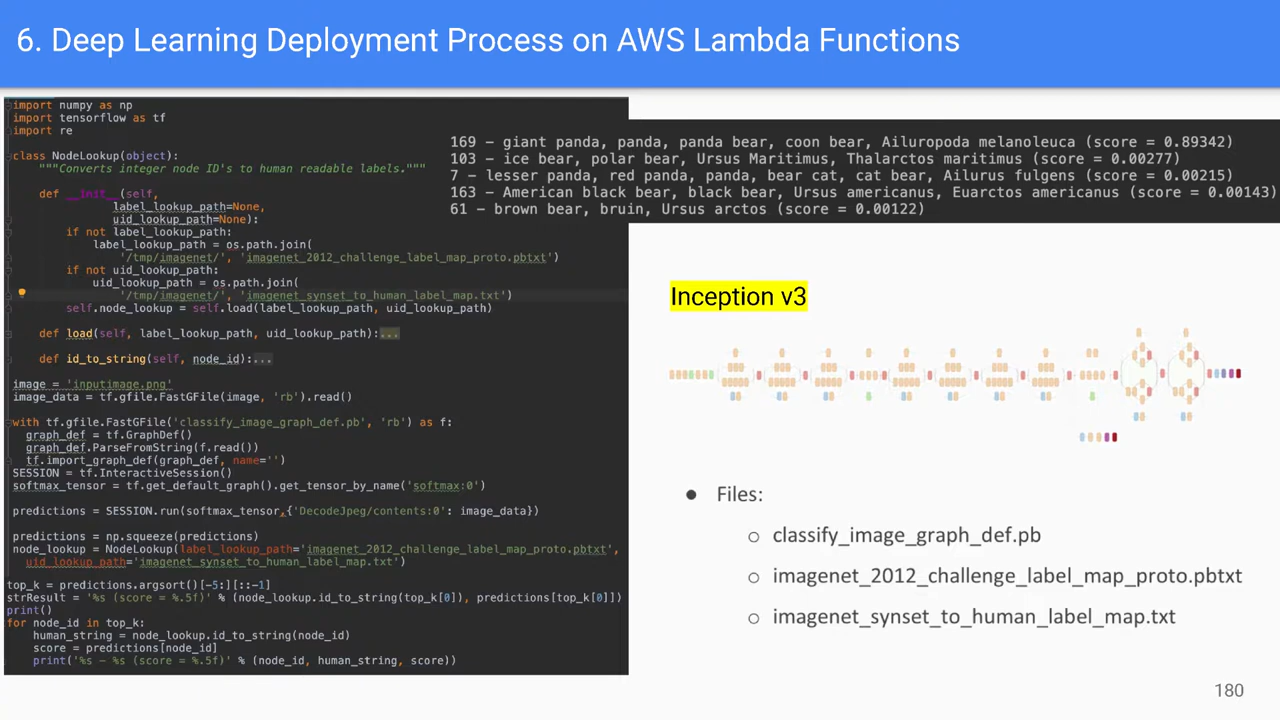 6. Deep Learning Deployment Process on AWS Lambda Functions
import numpy as np
import tensorflow as tf
import re
class NodeLookup(object):
"""Converts integer node ID's to human readable labels."""
def __init__(self,
label_lookup_path=None,
uid_lookup_path=None):
if not label_lookup_path:
label_lookup_path = os.path.join(
'/tmp/imagenet/', 'imagenet_2012_challenge_label_map_proto.pbtxt')
if not uid_lookup_path:
uid_lookup_path = os.path.join(
'/tmp/imagenet/', 'imagenet_synset_to_human_label_map.txt')
self.node_lookup = self.load(label_lookup_path, uid_lookup_path)
def load(self, label_lookup_path, uid_lookup_path):...
def id_to_string(self, node_id):...
image = 'inputimage.png'
image_data = tf.gfile.FastGFile(image, 'rb').read()
with tf.gfile.FastGFile('classify_image_graph_def.pb', 'rb') as f:
graph_def = tf.GraphDef()
graph_def.ParseFromString(f.read())
tf.import_graph_def(graph_def, name='')
SESSION = tf.InteractiveSession()
softmax_tensor = tf.get_default_graph().get_tensor_by_name('softmax:0')
predictions = SESSION.run(softmax_tensor,{'DecodeJpeg/contents:0': image_data})
predictions = np.squeeze(predictions)
node_lookup = NodeLookup(label_lookup_path='imagenet_2012_challenge_label_map_proto.pbtxt',
uid_lookup_path='imagenet_synset_to_human_label_map.txt')
top_k = predictions.argsort()[-5:][::-1]
strResult = '%s (score = %.5f)' % (node_lookup.id_to_string(top_k[0]), predictions[top_k[0]])
print()
for node_id in top_k:
human_string = node_lookup.id_to_string(node_id)
score = predictions[node_id]
print('%s - %s (score = %.5f)' % (node_id, human_string, score))
169 - giant panda, panda, panda bear, coon bear, Ailuropoda melanoleuca (score = 0.89342)
103 - ice bear, polar bear, Ursus Maritimus, Thalarctos maritimus (score = 0.00277)
7 - lesser panda, red panda, panda, bear cat, cat bear, Ailurus fulgens (score = 0.00215)
163 - American black bear, black bear, Ursus americanus, Euarctos americanus (score = 0.00143)
61 - brown bear, bruin, Ursus arctos (score = 0.00122)
Inception v3
● Files:
○ classify_image_graph_def.pb
○ imagenet_2012_challenge_label_map_proto.pbtxt
○ imagenet_synset_to_human_label_map.txt
180